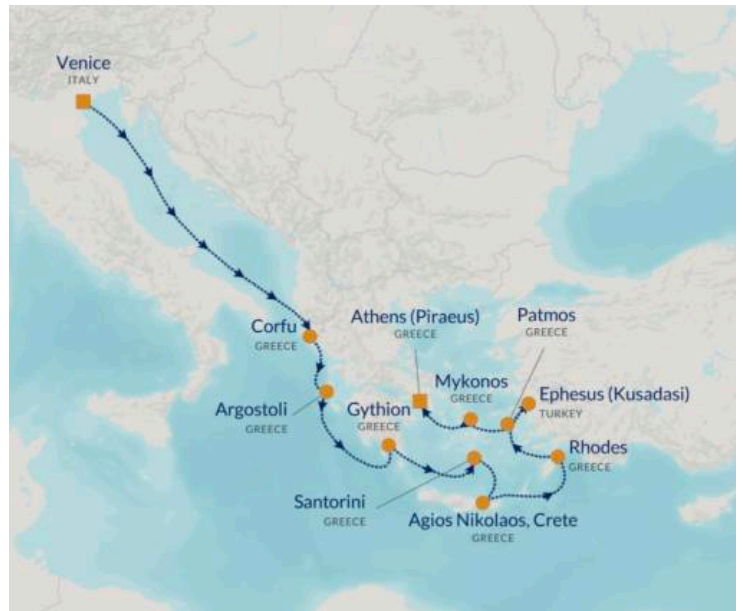 Venice
ITALY
Corfu
GREECE
Athens (Piraeus)
GREECE
Patmos
GREECE
Mykonos
GREECE
Ephesus (Kusadasi)
TURKEY
Argostoli
GREECE
Gythion
GREECE
Rhodes
GREECE
Santorini
GREECE
Agios Nikolaos, Crete
GREECE